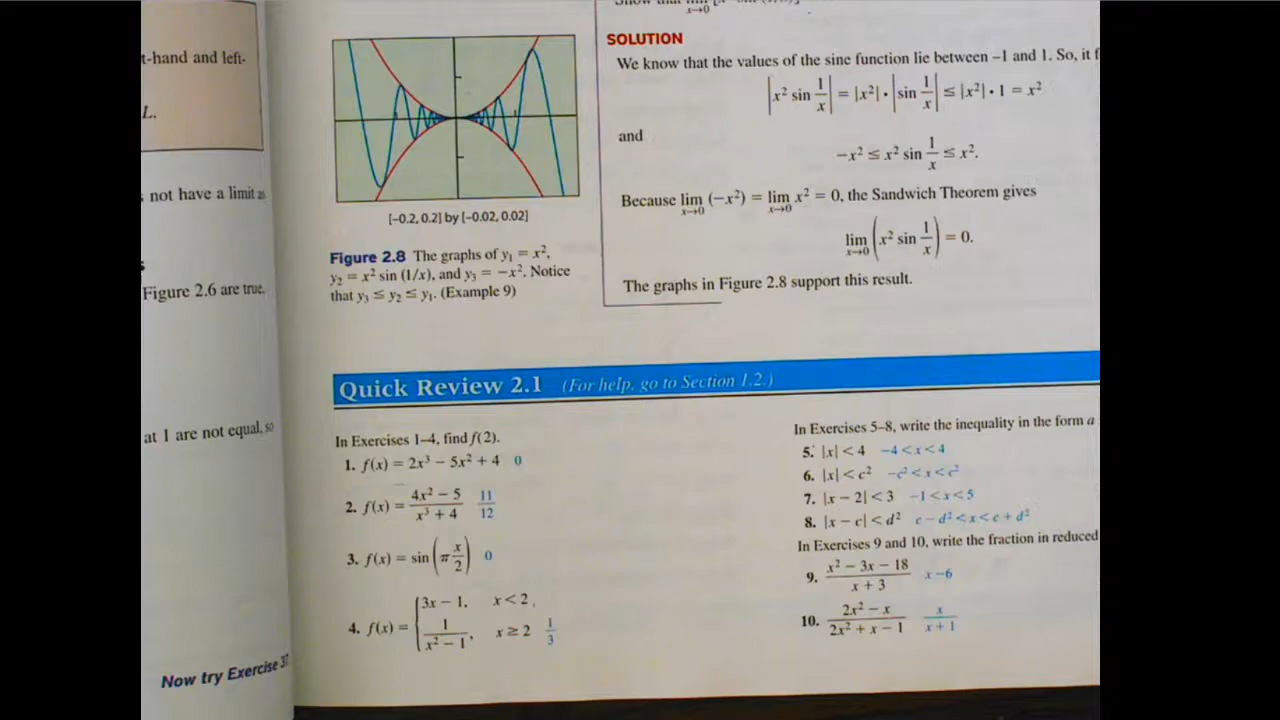 t-hand and left-
L.
not have a limit as
Figure 2.6 are true.
at 1 are not equal, so
Now try Exercise 37
[−0.2, 0.2] by [−0.02, 0.02]
Figure 2.8 The graphs of y₁ = x²,
y₂ = x² sin (1/x), and y₃ = −x². Notice
that y₃ ≤ y₂ ≤ y₁. (Example 9)
x→0
SOLUTION
We know that the values of the sine function lie between −1 and 1. So, it f
|x² sin 1/x| = |x²| • |sin 1/x| ≤ |x²| • 1 = x²
and
−x² ≤ x² sin 1/x ≤ x².
Because lim x→0 (−x²) = lim x→0 x² = 0, the Sandwich Theorem gives
lim x→0 (x² sin 1/x) = 0.
The graphs in Figure 2.8 support this result.
Quick Review 2.1 (For help, go to Section 1.2.)
In Exercises 1–4, find f(2).
1. f(x) = 2x³ − 5x² + 4 0
2. f(x) = (4x² − 5)/(x³ + 4) 11/12
3. f(x) = sin (π x/2) 0
4. f(x) = { 3x − 1, x < 2,
1/(x² − 1), x ≥ 2 1/3
In Exercises 5–8, write the inequality in the form a
5. |x| < 4 −4 < x < 4
6. |x| < c² −c² < x < c²
7. |x − 2| < 3 −1 < x < 5
8. |x − c| < d² c − d² < x < c + d²
In Exercises 9 and 10, write the fraction in reduced
9. (x² − 3x − 18)/(x + 3) x − 6
10. (2x² − x)/(2x² + x − 1) x/(x + 1)